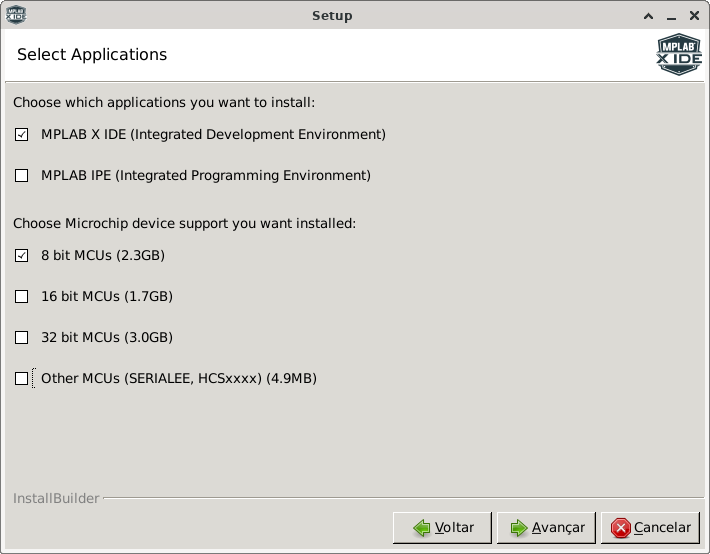 MPLAB
X IDE
Setup
Select Applications
MPLAB
X IDE
Choose which applications you want to install:
MPLAB X IDE (Integrated Development Environment)
MPLAB IPE (Integrated Programming Environment)
Choose Microchip device support you want installed:
8 bit MCUs (2.3GB)
16 bit MCUs (1.7GB)
32 bit MCUs (3.0GB)
Other MCUs (SERIALEE, HCSxxxx) (4.9MB)
InstallBuilder
Voltar
Avançar
Cancelar